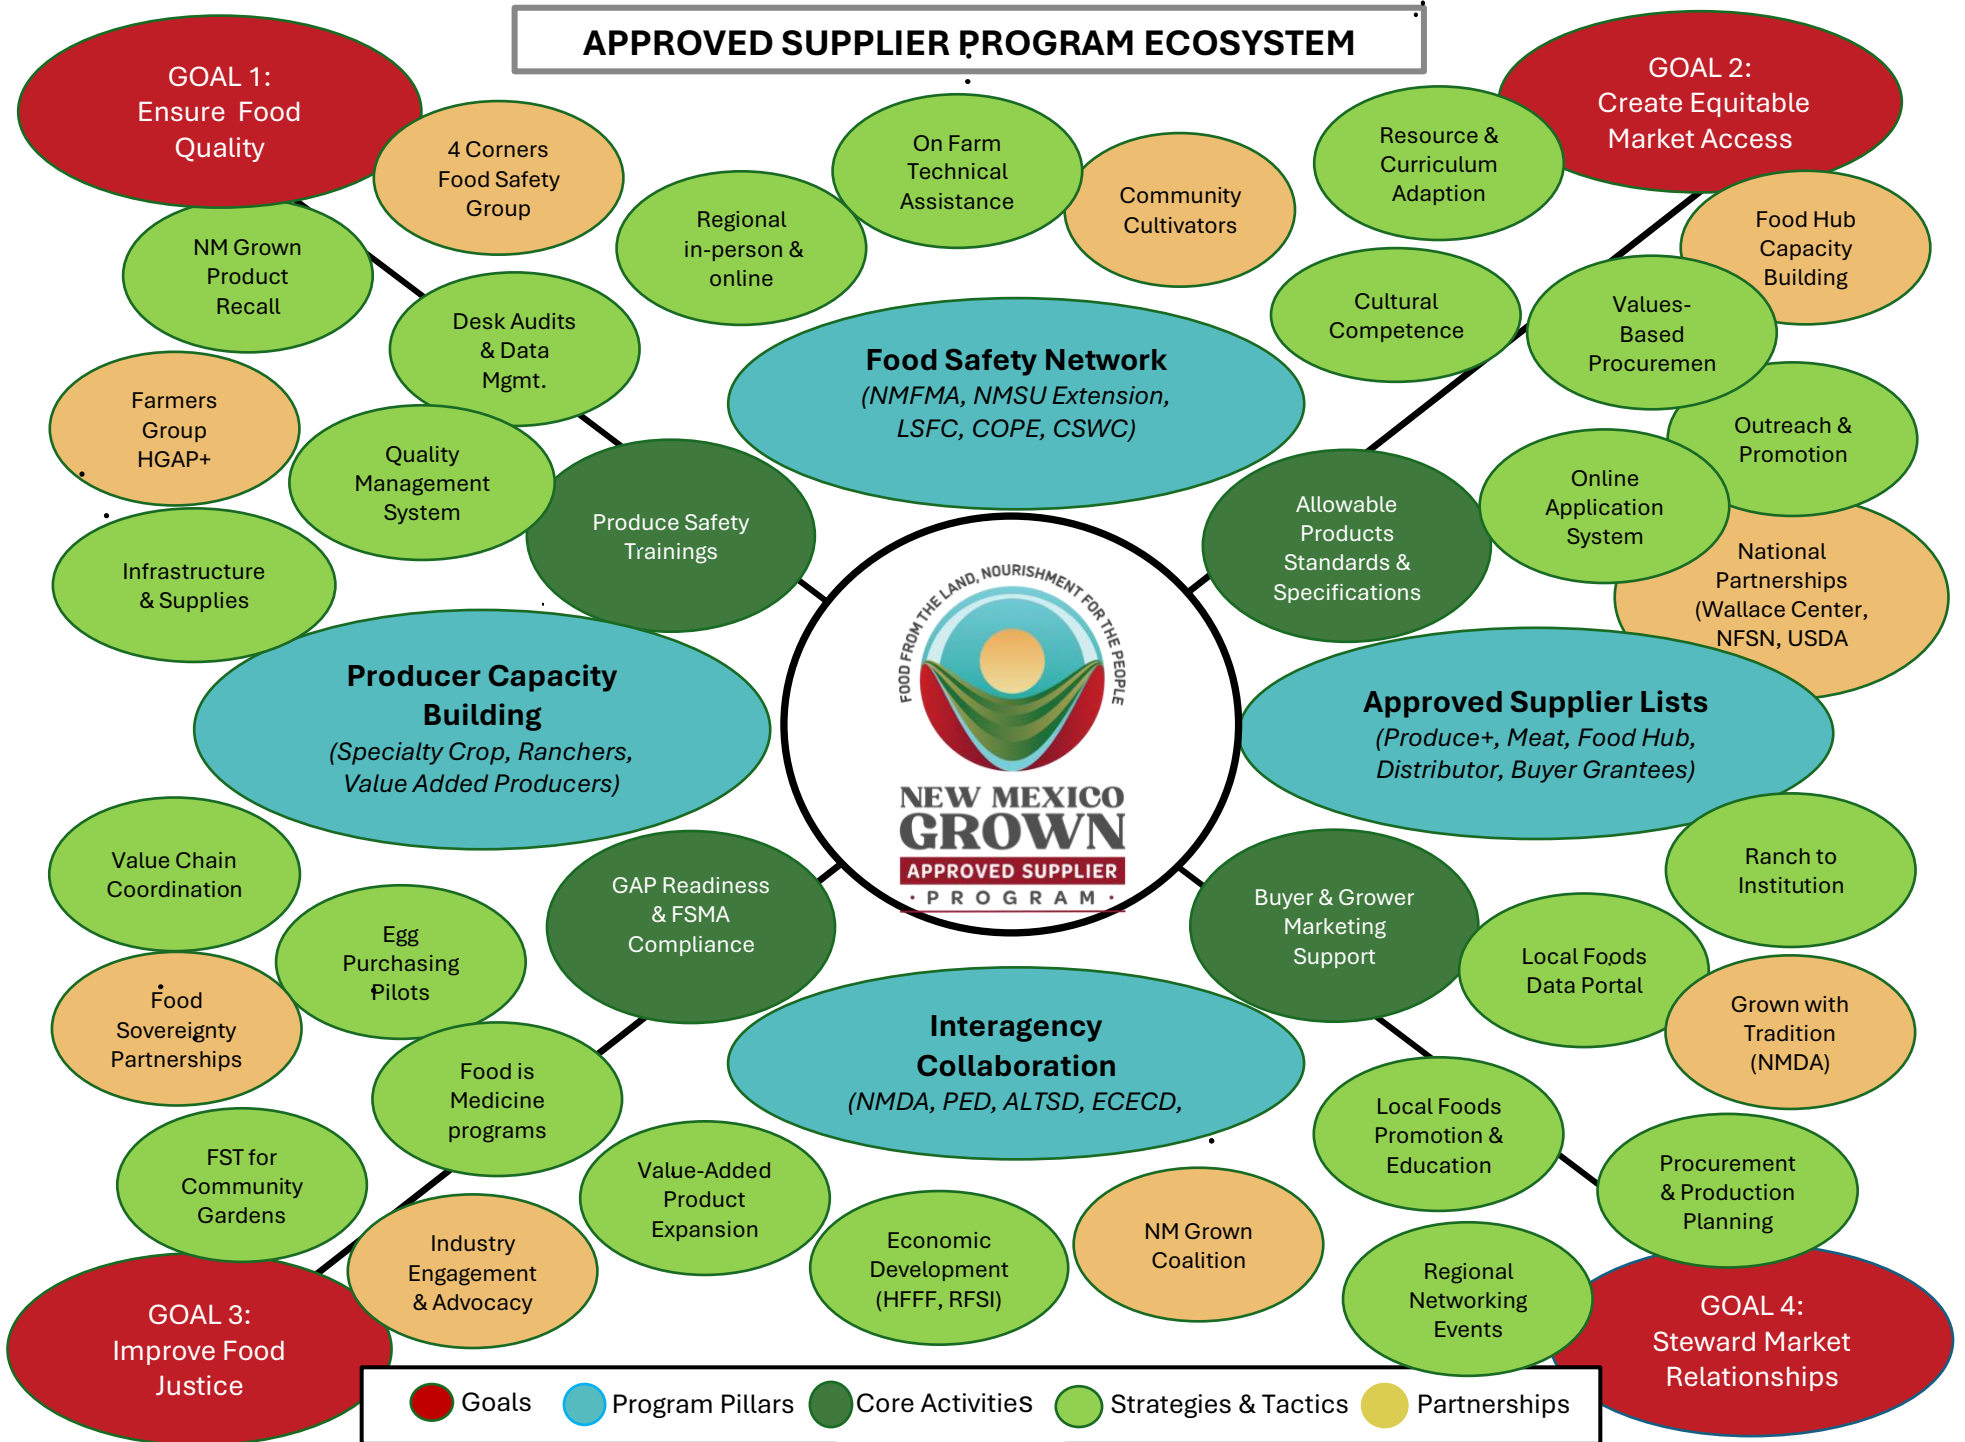 APPROVED SUPPLIER PROGRAM ECOSYSTEM
GOAL 1:
Ensure Food
Quality
GOAL 2:
Create Equitable
Market Access
4 Corners
Food Safety
Group
On Farm
Technical
Assistance
Community
Cultivators
Resource &
Curriculum
Adaption
Regional
in-person &
online
NM Grown
Product
Recall
Food Hub
Capacity
Building
Desk Audits
& Data
Mgmt.
Cultural
Competence
Values-
Based
Procuremen
Food Safety Network
(NMFMA, NMSU Extension,
LSFC, COPE, CSWC)
Farmers
Group
HGAP+
Quality
Management
System
Outreach &
Promotion
Online
Application
System
Produce Safety
Trainings
Allowable
Products
Standards &
Specifications
Infrastructure
& Supplies
National
Partnerships
(Wallace Center,
NFSN, USDA
FOOD FROM THE LAND, NOURISHMENT FOR THE PEOPLE
NEW MEXICO
GROWN
APPROVED SUPPLIER
· PROGRAM ·
Producer Capacity
Building
(Specialty Crop, Ranchers,
Value Added Producers)
Approved Supplier Lists
(Produce+, Meat, Food Hub,
Distributor, Buyer Grantees)
Value Chain
Coordination
GAP Readiness
& FSMA
Compliance
Buyer & Grower
Marketing
Support
Ranch to
Institution
Egg
Purchasing
Pilots
Local Foods
Data Portal
Food
Sovereignty
Partnerships
Grown with
Tradition
(NMDA)
Interagency
Collaboration
(NMDA, PED, ALTSD, ECECD,
Food is
Medicine
programs
Local Foods
Promotion &
Education
FST for
Community
Gardens
Value-Added
Product
Expansion
Procurement
& Production
Planning
Industry
Engagement
& Advocacy
Economic
Development
(HFFF, RFSI)
NM Grown
Coalition
Regional
Networking
Events
GOAL 3:
Improve Food
Justice
GOAL 4:
Steward Market
Relationships
Goals
Program Pillars
Core Activities
Strategies & Tactics
Partnerships